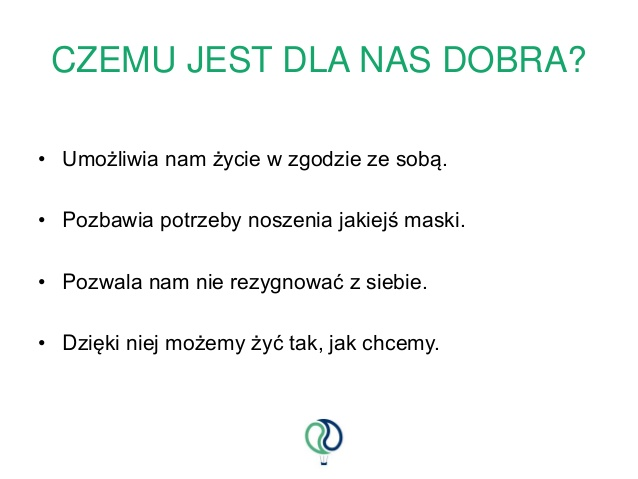 CZEMU JEST DLA NAS DOBRA?
• Umożliwia nam życie w zgodzie ze sobą.
• Pozbawia potrzeby noszenia jakiejś maski.
• Pozwala nam nie rezygnować z siebie.
• Dzięki niej możemy żyć tak, jak chcemy.